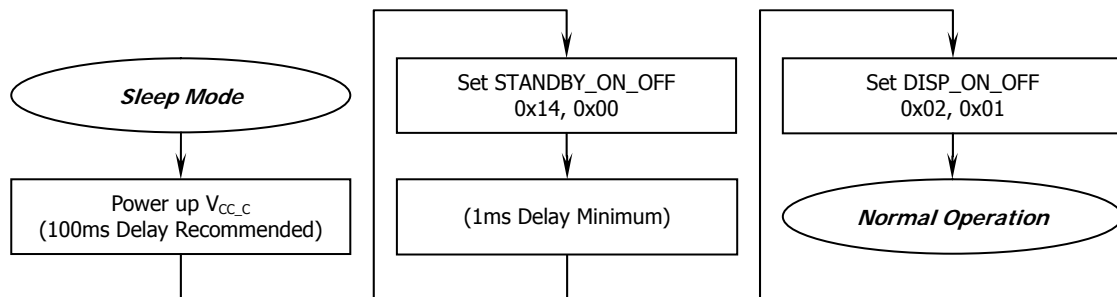 Sleep Mode
Power up VCC_C
(100ms Delay Recommended)
Set STANDBY_ON_OFF
0x14, 0x00
(1ms Delay Minimum)
Set DISP_ON_OFF
0x02, 0x01
Normal Operation